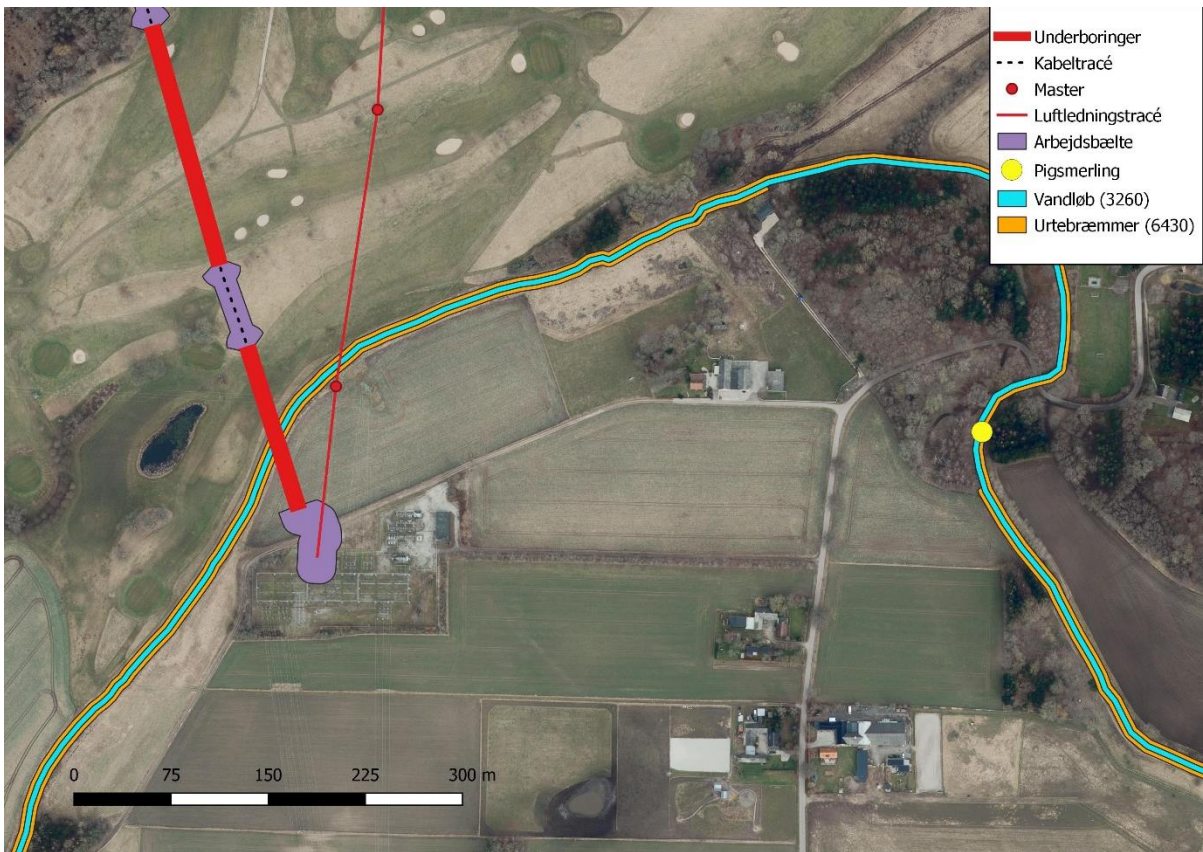 Underboringer
Kabeltracé
Master
Luftledningstracé
Arbejdsbælte
Pigsmerling
Vandløb (3260)
Urtebræmmer (6430)
0 75 150 225 300 m